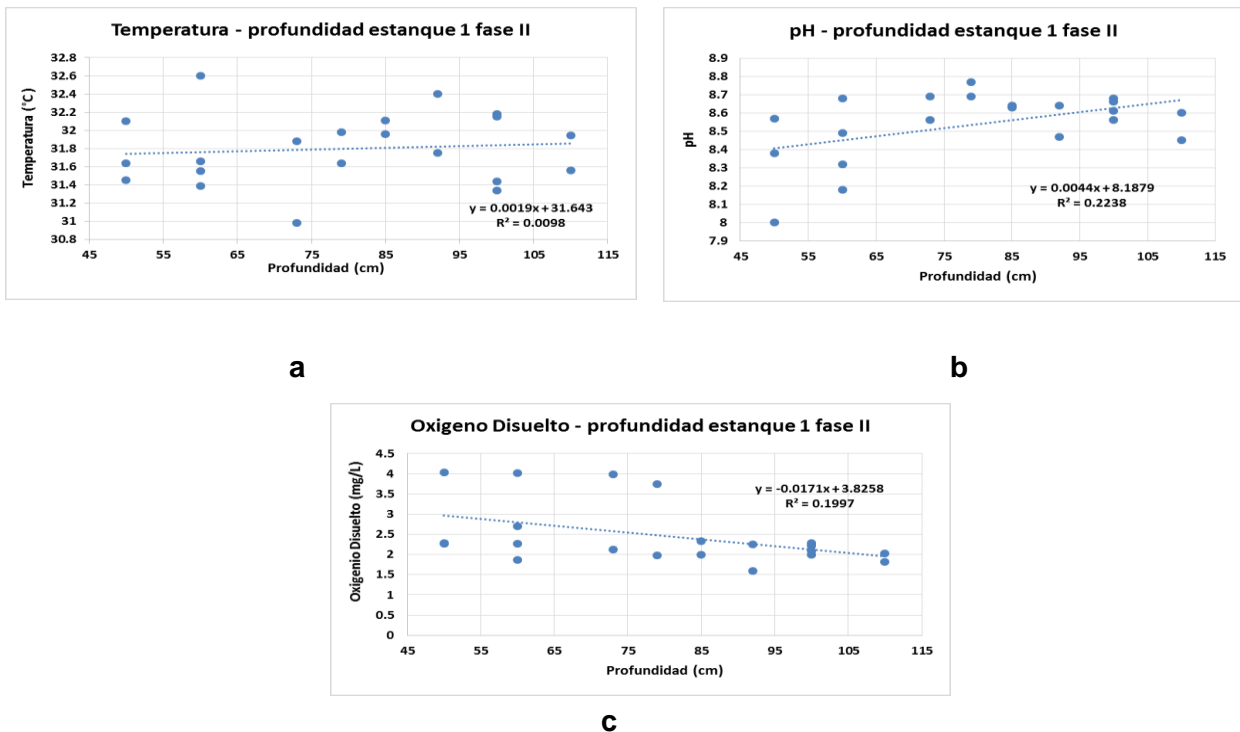 Temperatura - profundidad estanque 1 fase II
32.8
32.6
32.4
32.2
32
31.8
31.6
31.4
31.2
31
30.8
Temperatura (°C)
y = 0.0019x + 31.643
R² = 0.0098
45 55 65 75 85 95 105 115
Profundidad (cm)
pH - profundidad estanque 1 fase II
8.9
8.8
8.7
8.6
8.5
8.4
8.3
8.2
8.1
8
7.9
pH
y = 0.0044x + 8.1879
R² = 0.2238
45 55 65 75 85 95 105 115
Profundidad (cm)
a
b
Oxigeno Disuelto - profundidad estanque 1 fase II
4.5
4
3.5
3
2.5
2
1.5
1
0.5
0
Oxigenio Disuelto (mg/L)
y = -0.0171x + 3.8258
R² = 0.1997
45 55 65 75 85 95 105 115
Profundidad (cm)
c